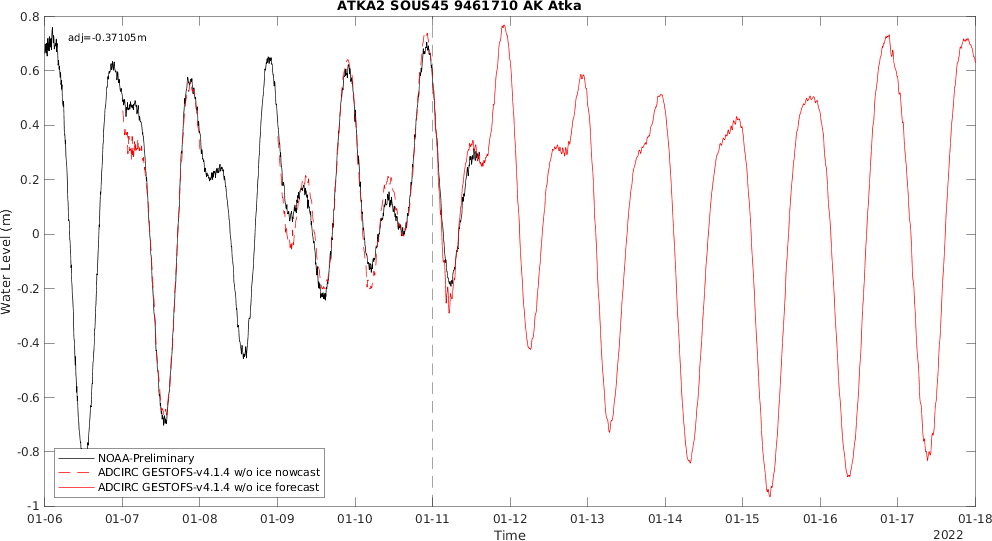 ATKA2 SOUS45 9461710 AK Atka
adj=-0.37105m
0.8
0.6
0.4
0.2
0
-0.2
-0.4
-0.6
-0.8
-1
Water Level (m)
NOAA-Preliminary
ADCIRC GESTOFS-v4.1.4 w/o ice nowcast
ADCIRC GESTOFS-v4.1.4 w/o ice forecast
01-06 01-07 01-08 01-09 01-10 01-11 01-12 01-13 01-14 01-15 01-16 01-17 01-18
Time
2022